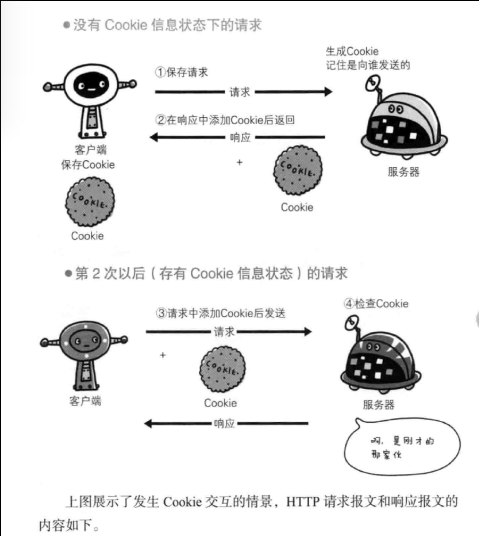 ●没有 Cookie 信息状态下的请求
生成Cookie
记住是向谁发送的
①保存请求
请求
②在响应中添加Cookie后返回
响应
客户端
保存Cookie
+
服务器
COOKIE.
COOKIE.
Cookie
Cookie
●第 2 次以后（存有 Cookie 信息状态）的请求
③请求中添加Cookie后发送
④检查Cookie
请求
+
COOKIE.
客户端
Cookie
服务器
响应
啊，是刚才的
那家伙
上图展示了发生 Cookie 交互的情景，HTTP 请求报文和响应报文的
内容如下。